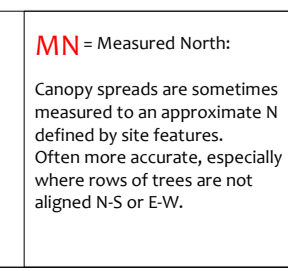 MN = Measured North:
Canopy spreads are sometimes
measured to an approximate N
defined by site features.
Often more accurate, especially
where rows of trees are not
aligned N-S or E-W.